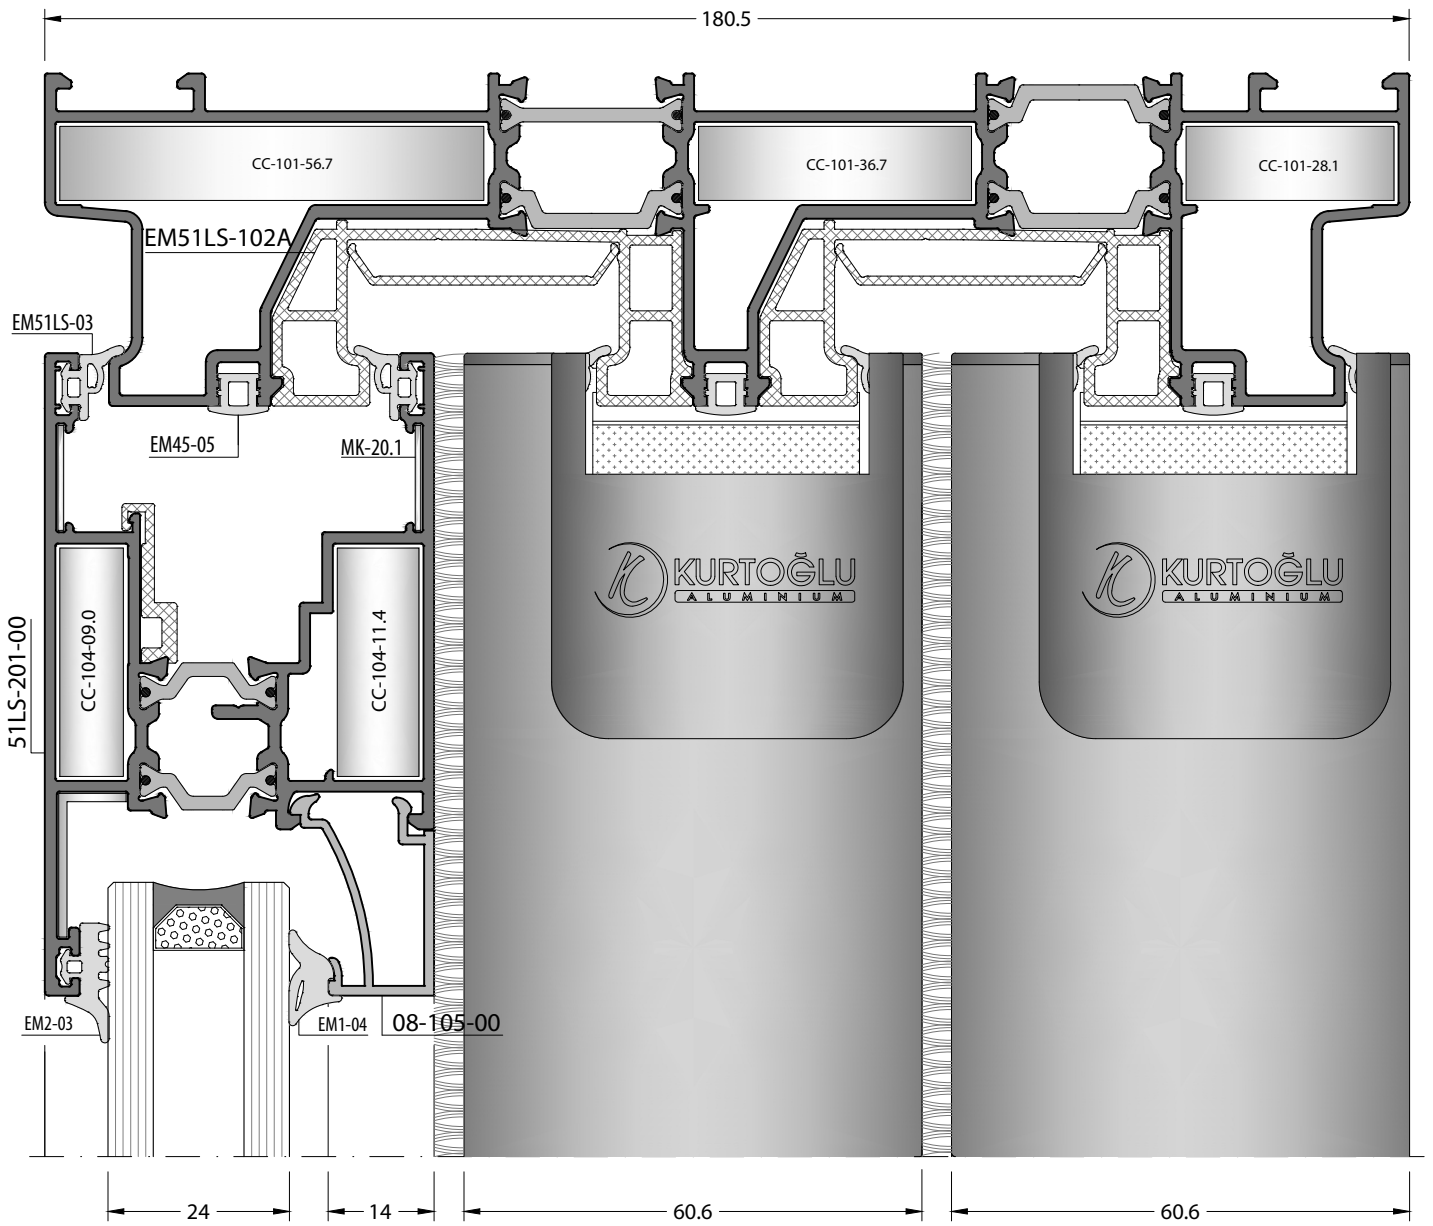 180.5
CC-101-56.7
CC-101-36.7
CC-101-28.1
EM51LS-102A
EM51LS-03
EM45-05
MK-20.1
KURTOĞLU
ALUMINIUM
KURTOĞLU
ALUMINIUM
51LS-201-00
CC-104-09.0
CC-104-11.4
EM2-03
EM1-04
08-105-00
24
14
60.6
60.6